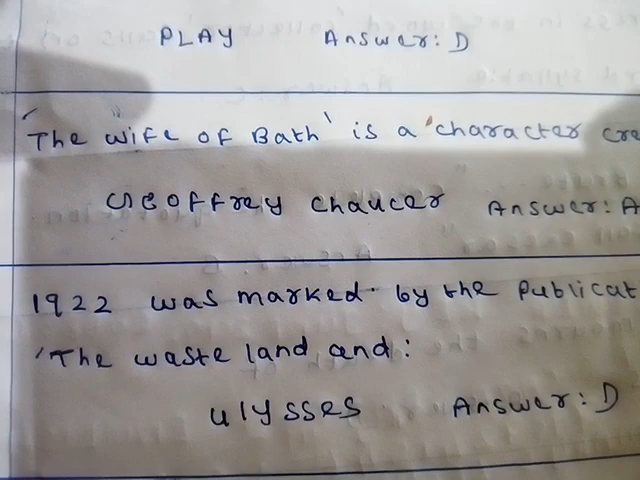 PLAY Answer: D
'The wife of Bath' is a character cre
Geoffrey chaucer Answer: A
1922 was marked by the Publicat
'The waste land and:
ulysses Answer: D